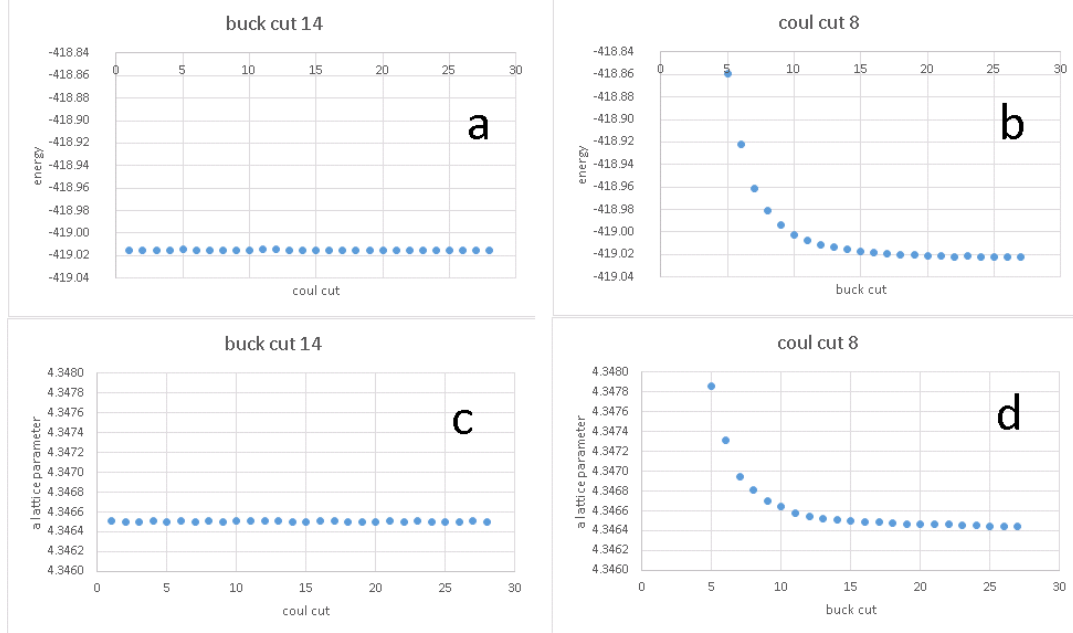 buck cut 14
-418.84
-418.86
-418.88
-418.90
-418.92
-418.94
-418.96
-418.98
-419.00
-419.02
-419.04
0 5 10 15 20 25 30
energy
coul cut
a
coul cut 8
-418.84
-418.86
-418.88
-418.90
-418.92
-418.94
-418.96
-418.98
-419.00
-419.02
-419.04
0 5 10 15 20 25 30
energy
buck cut
b
buck cut 14
4.3480
4.3478
4.3476
4.3474
4.3472
4.3470
4.3468
4.3466
4.3464
4.3462
4.3460
0 5 10 15 20 25 30
a lattice parameter
coul cut
c
coul cut 8
4.3480
4.3478
4.3476
4.3474
4.3472
4.3470
4.3468
4.3466
4.3464
4.3462
4.3460
0 5 10 15 20 25 30
a lattice parameter
buck cut
d